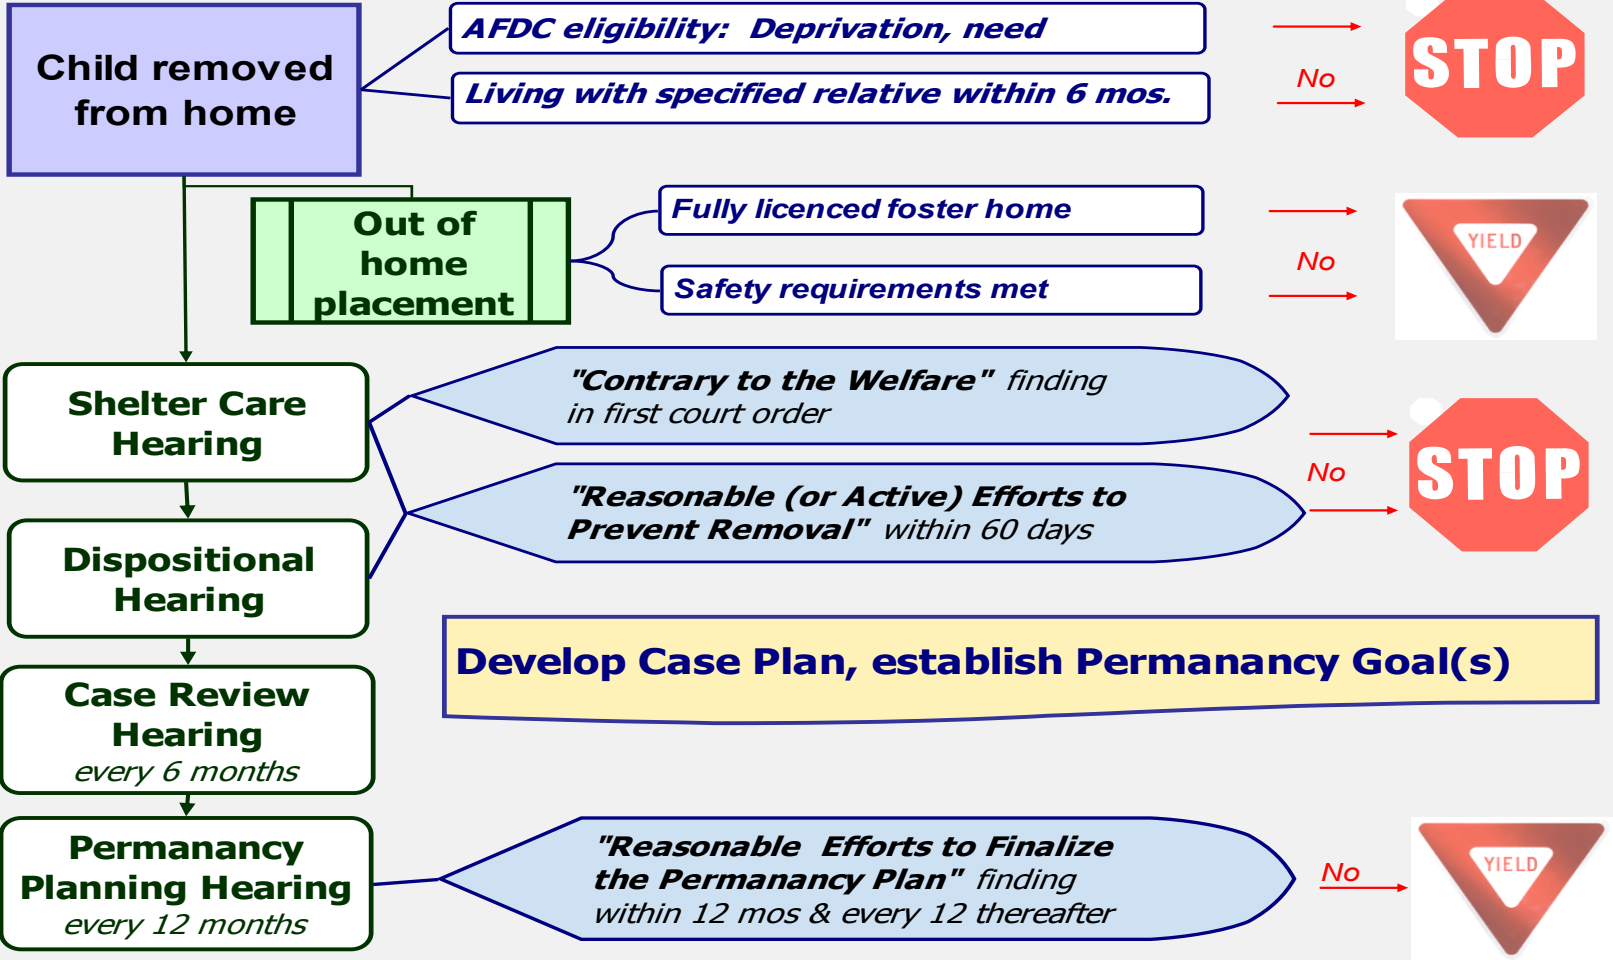 Child removed
from home
AFDC eligibility:  Deprivation, need
Living with specified relative within 6 mos.
No
STOP
Out of
home
placement
Fully licenced foster home
Safety requirements met
No
YIELD
Shelter Care
Hearing
"Contrary to the Welfare" finding
in first court order
"Reasonable (or Active) Efforts to
Prevent Removal" within 60 days
No
STOP
Dispositional
Hearing
Develop Case Plan, establish Permanancy Goal(s)
Case Review
Hearing
every 6 months
Permanancy
Planning Hearing
every 12 months
"Reasonable  Efforts to Finalize
the Permanancy Plan" finding
within 12 mos & every 12 thereafter
No
YIELD